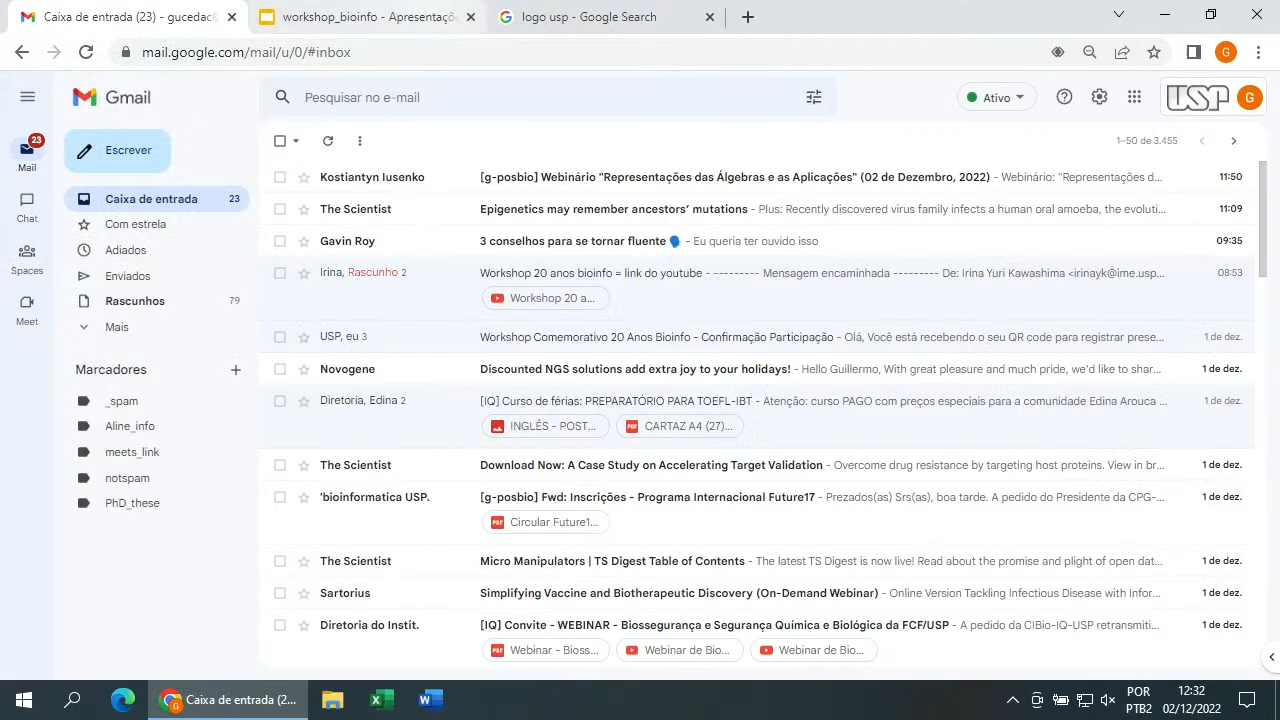 Caixa de entrada (23) - gucedac
workshop_bioinfo - Apresentaçõ
logo usp - Google Search
mail.google.com/mail/u/0/#inbox
G
Gmail
Pesquisar no e-mail
Ativo
USP
G
23
Mail
Chat
Spaces
Meet
Escrever
Caixa de entrada 23
Com estrela
Adiados
Enviados
Rascunhos 79
Mais
Marcadores
_spam
Aline_info
meets_link
notspam
PhD_these
1–50 de 3.455
Kostiantyn Iusenko [g-posbio] Webinário "Representações das Álgebras e as Aplicações" (02 de Dezembro, 2022) - Webinário: "Representações d... 11:50
The Scientist Epigenetics may remember ancestors’ mutations - Plus: Recently discovered virus family infects a human oral amoeba, the evoluti... 11:09
Gavin Roy 3 conselhos para se tornar fluente 🗣 - Eu queria ter ouvido isso 09:35
Irina, Rascunho 2 Workshop 20 anos bioinfo = link do youtube - --------- Mensagem encaminhada --------- De: Irina Yuri Kawashima <irinayk@ime.usp... 08:53
Workshop 20 a...
USP, eu 3 Workshop Comemorativo 20 Anos Bioinfo - Confirmação Participação - Olá, Você está recebendo o seu QR code para registrar prese... 1 de dez.
Novogene Discounted NGS solutions add extra joy to your holidays! - Hello Guillermo, With great pleasure and much pride, we'd like to shar... 1 de dez.
Diretoria, Edina 2 [IQ] Curso de férias: PREPARATÓRIO PARA TOEFL-IBT - Atenção: curso PAGO com preços especiais para a comunidade Edina Arouca ... 1 de dez.
INGLÊS - POST... PDF CARTAZ A4 (27)...
The Scientist Download Now: A Case Study on Accelerating Target Validation - Overcome drug resistance by targeting host proteins. View in br... 1 de dez.
'bioinformatica USP. [g-posbio] Fwd: Inscrições - Programa Internacional Future17 - Prezados(as) Srs(as), boa tarde. A pedido do Presidente da CPG-... 1 de dez.
PDF Circular Future1...
The Scientist Micro Manipulators | TS Digest Table of Contents - The latest TS Digest is now live! Read about the promise and plight of open dat... 1 de dez.
Sartorius Simplifying Vaccine and Biotherapeutic Discovery (On-Demand Webinar) - Online Version Tackling Infectious Disease with Infor... 1 de dez.
Diretoria do Instit. [IQ] Convite - WEBINAR - Biossegurança e Segurança Química e Biológica da FCF/USP - A pedido da CIBio-IQ-USP retransmiti... 1 de dez.
PDF Webinar - Bioss... Webinar de Bio... Webinar de Bio...
Caixa de entrada (2...
POR
PTB2
12:32
02/12/2022